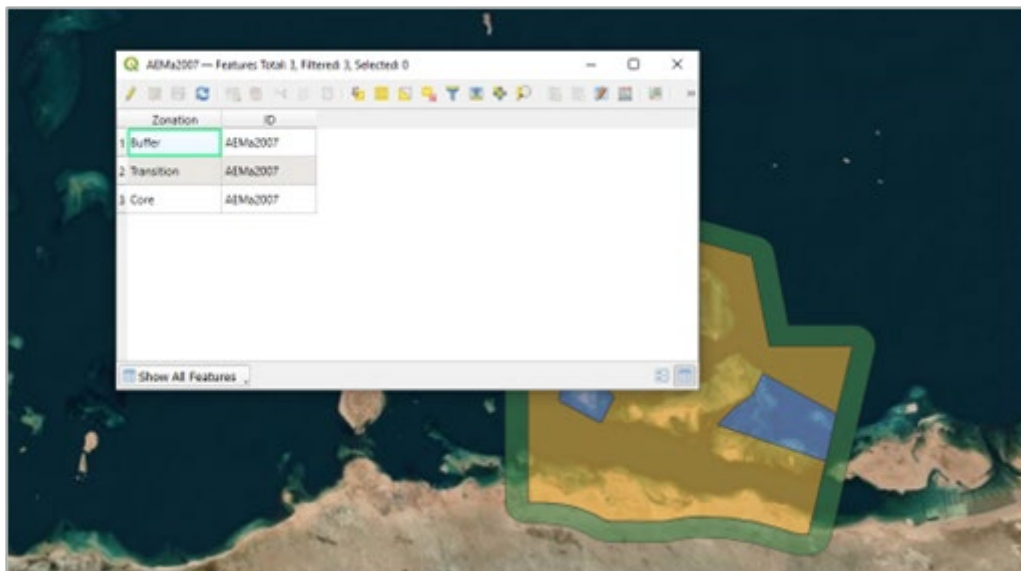 AEMa2007 — Features Total: 3, Filtered: 3, Selected: 0
Zonation ID
1 Buffer AEMa2007
2 Transition AEMa2007
3 Core AEMa2007
Show All Features